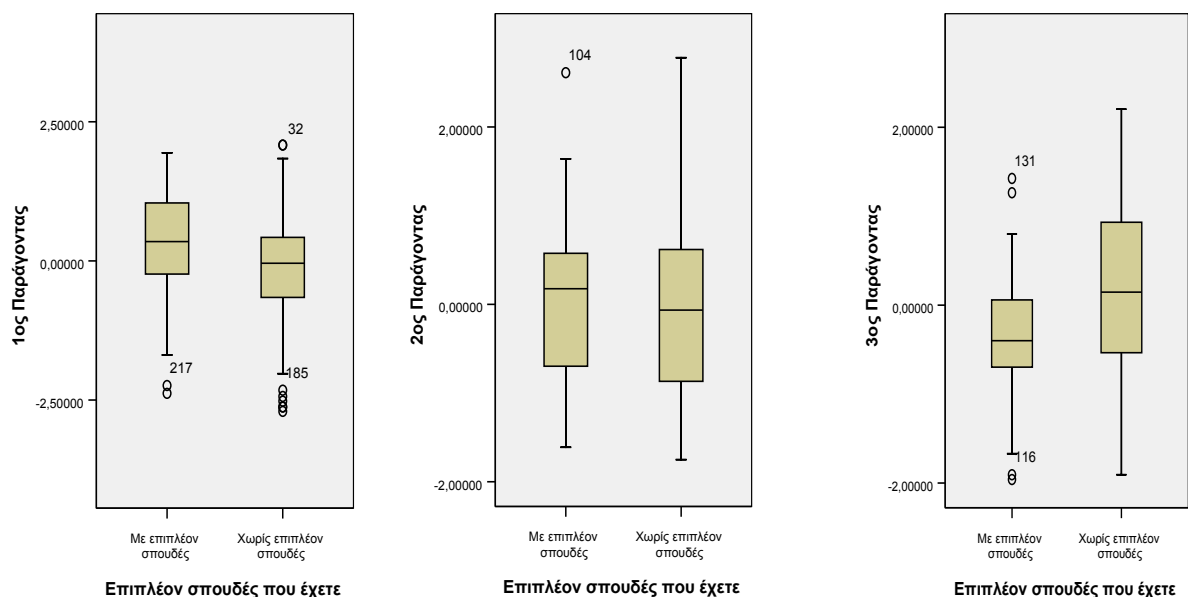 1ος Παράγοντας
2,50000
0,00000
-2,50000
32
217
185
Με επιπλέον
σπουδές
Χωρίς επιπλέον
σπουδές
Επιπλέον σπουδές που έχετε
2ος Παράγοντας
2,00000
0,00000
-2,00000
104
Με επιπλέον
σπουδές
Χωρίς επιπλέον
σπουδές
Επιπλέον σπουδές που έχετε
3ος Παράγοντας
2,00000
0,00000
-2,00000
131
116
Με επιπλέον
σπουδές
Χωρίς επιπλέον
σπουδές
Επιπλέον σπουδές που έχετε